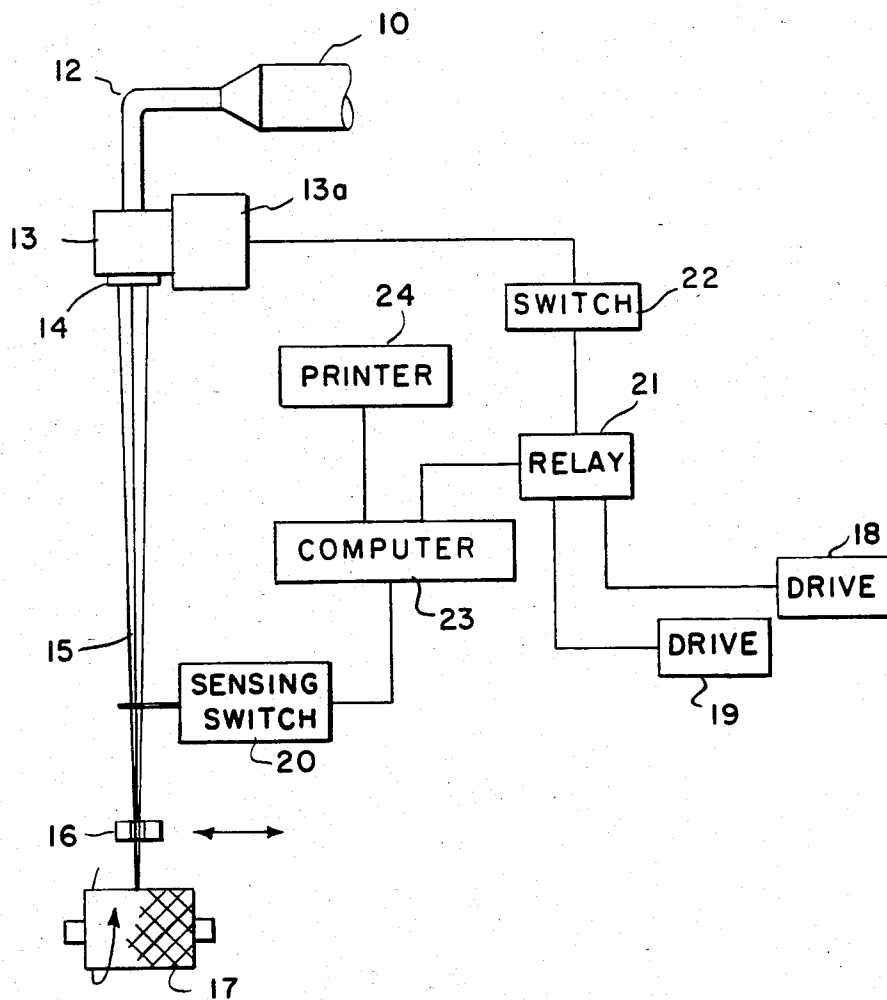 10
12
13a
13
14
24
SWITCH
22
PRINTER
21
RELAY
COMPUTER
23
18
DRIVE
15
DRIVE
19
SENSING
SWITCH
20
16
17